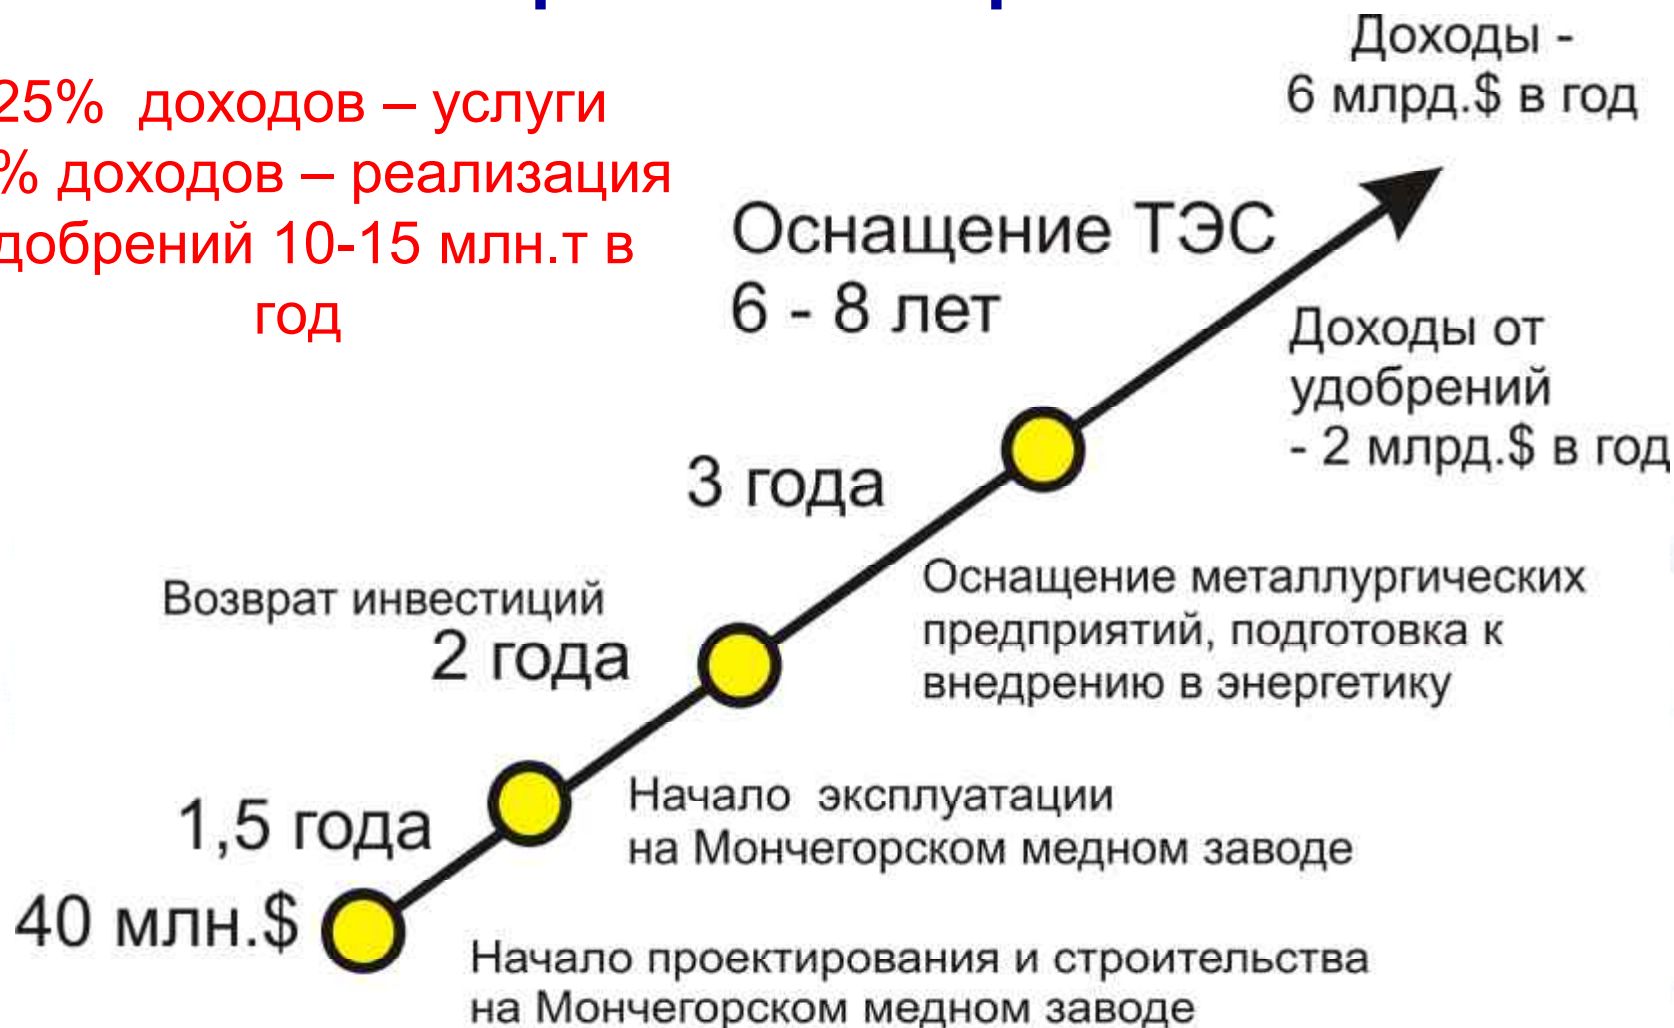 25% доходов – услуги
% доходов – реализация
добрений 10-15 млн.т в
год
Доходы -
6 млрд.$ в год
Оснащение ТЭС
6 - 8 лет
Доходы от
удобрений
- 2 млрд.$ в год
3 года
Оснащение металлургических
предприятий, подготовка к
внедрению в энергетику
Возврат инвестиций
2 года
Начало эксплуатации
на Мончегорском медном заводе
1,5 года
40 млн.$
Начало проектирования и строительства
на Мончегорском медном заводе